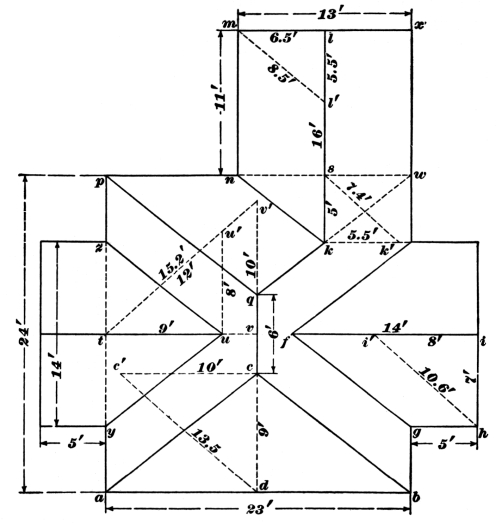 13'
m
6.5'
l
x
5.5'
8.5'
l'
11'
16'
p
n
s
w
7.4'
v'
5'
u'
z
k
5.5'
k'
15.2'
12'
10'
8'
q
24'
t
9'
u
v
6'
f
14'
i'
8'
i
c'
10'
c
14'
10.6'
7'
y
g
h
5'
13,5
9'
5'
a
d
b
23'